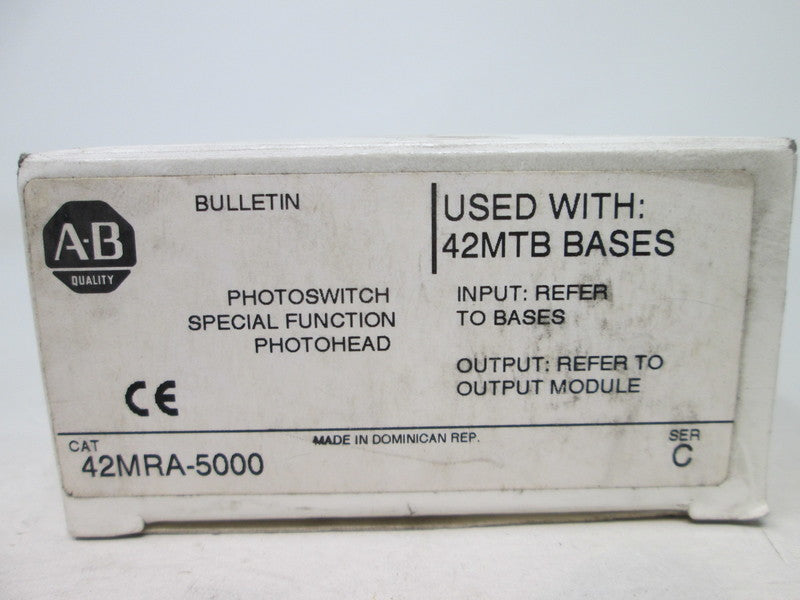 A-B
QUALITY
BULLETIN
PHOTOSWITCH
SPECIAL FUNCTION
PHOTOHEAD
USED WITH:
42MTB BASES
INPUT: REFER
TO BASES
OUTPUT: REFER TO
OUTPUT MODULE
CE
MADE IN DOMINICAN REP.
CAT
42MRA-5000
SER
C